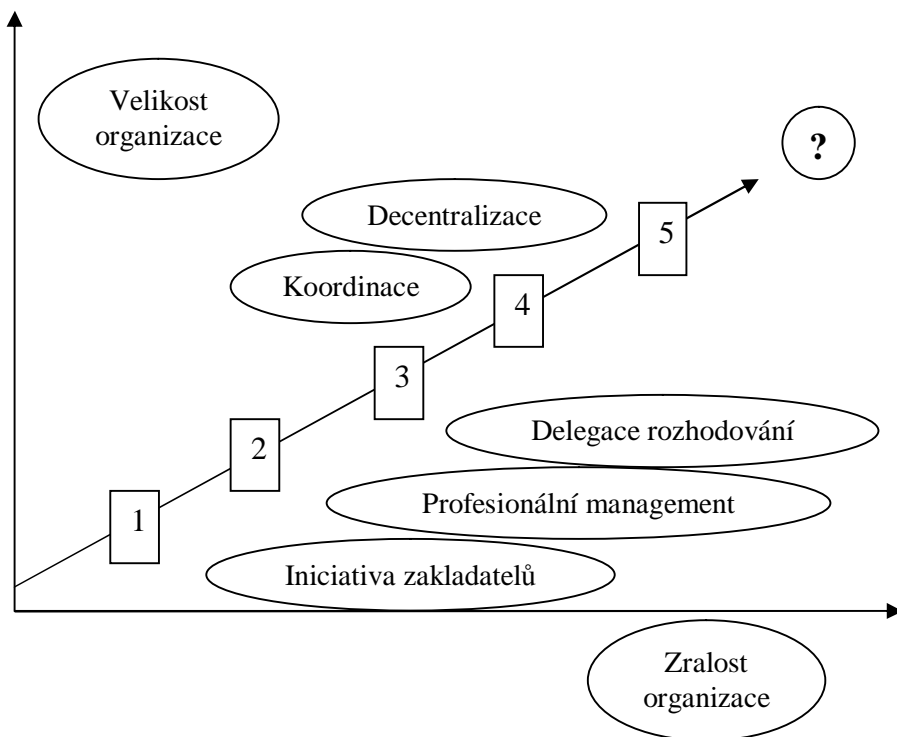 Velikost
organizace
?
Decentralizace
5
Koordinace
4
3
Delegace rozhodování
2
Profesionální management
1
Iniciativa zakladatelů
Zralost
organizace